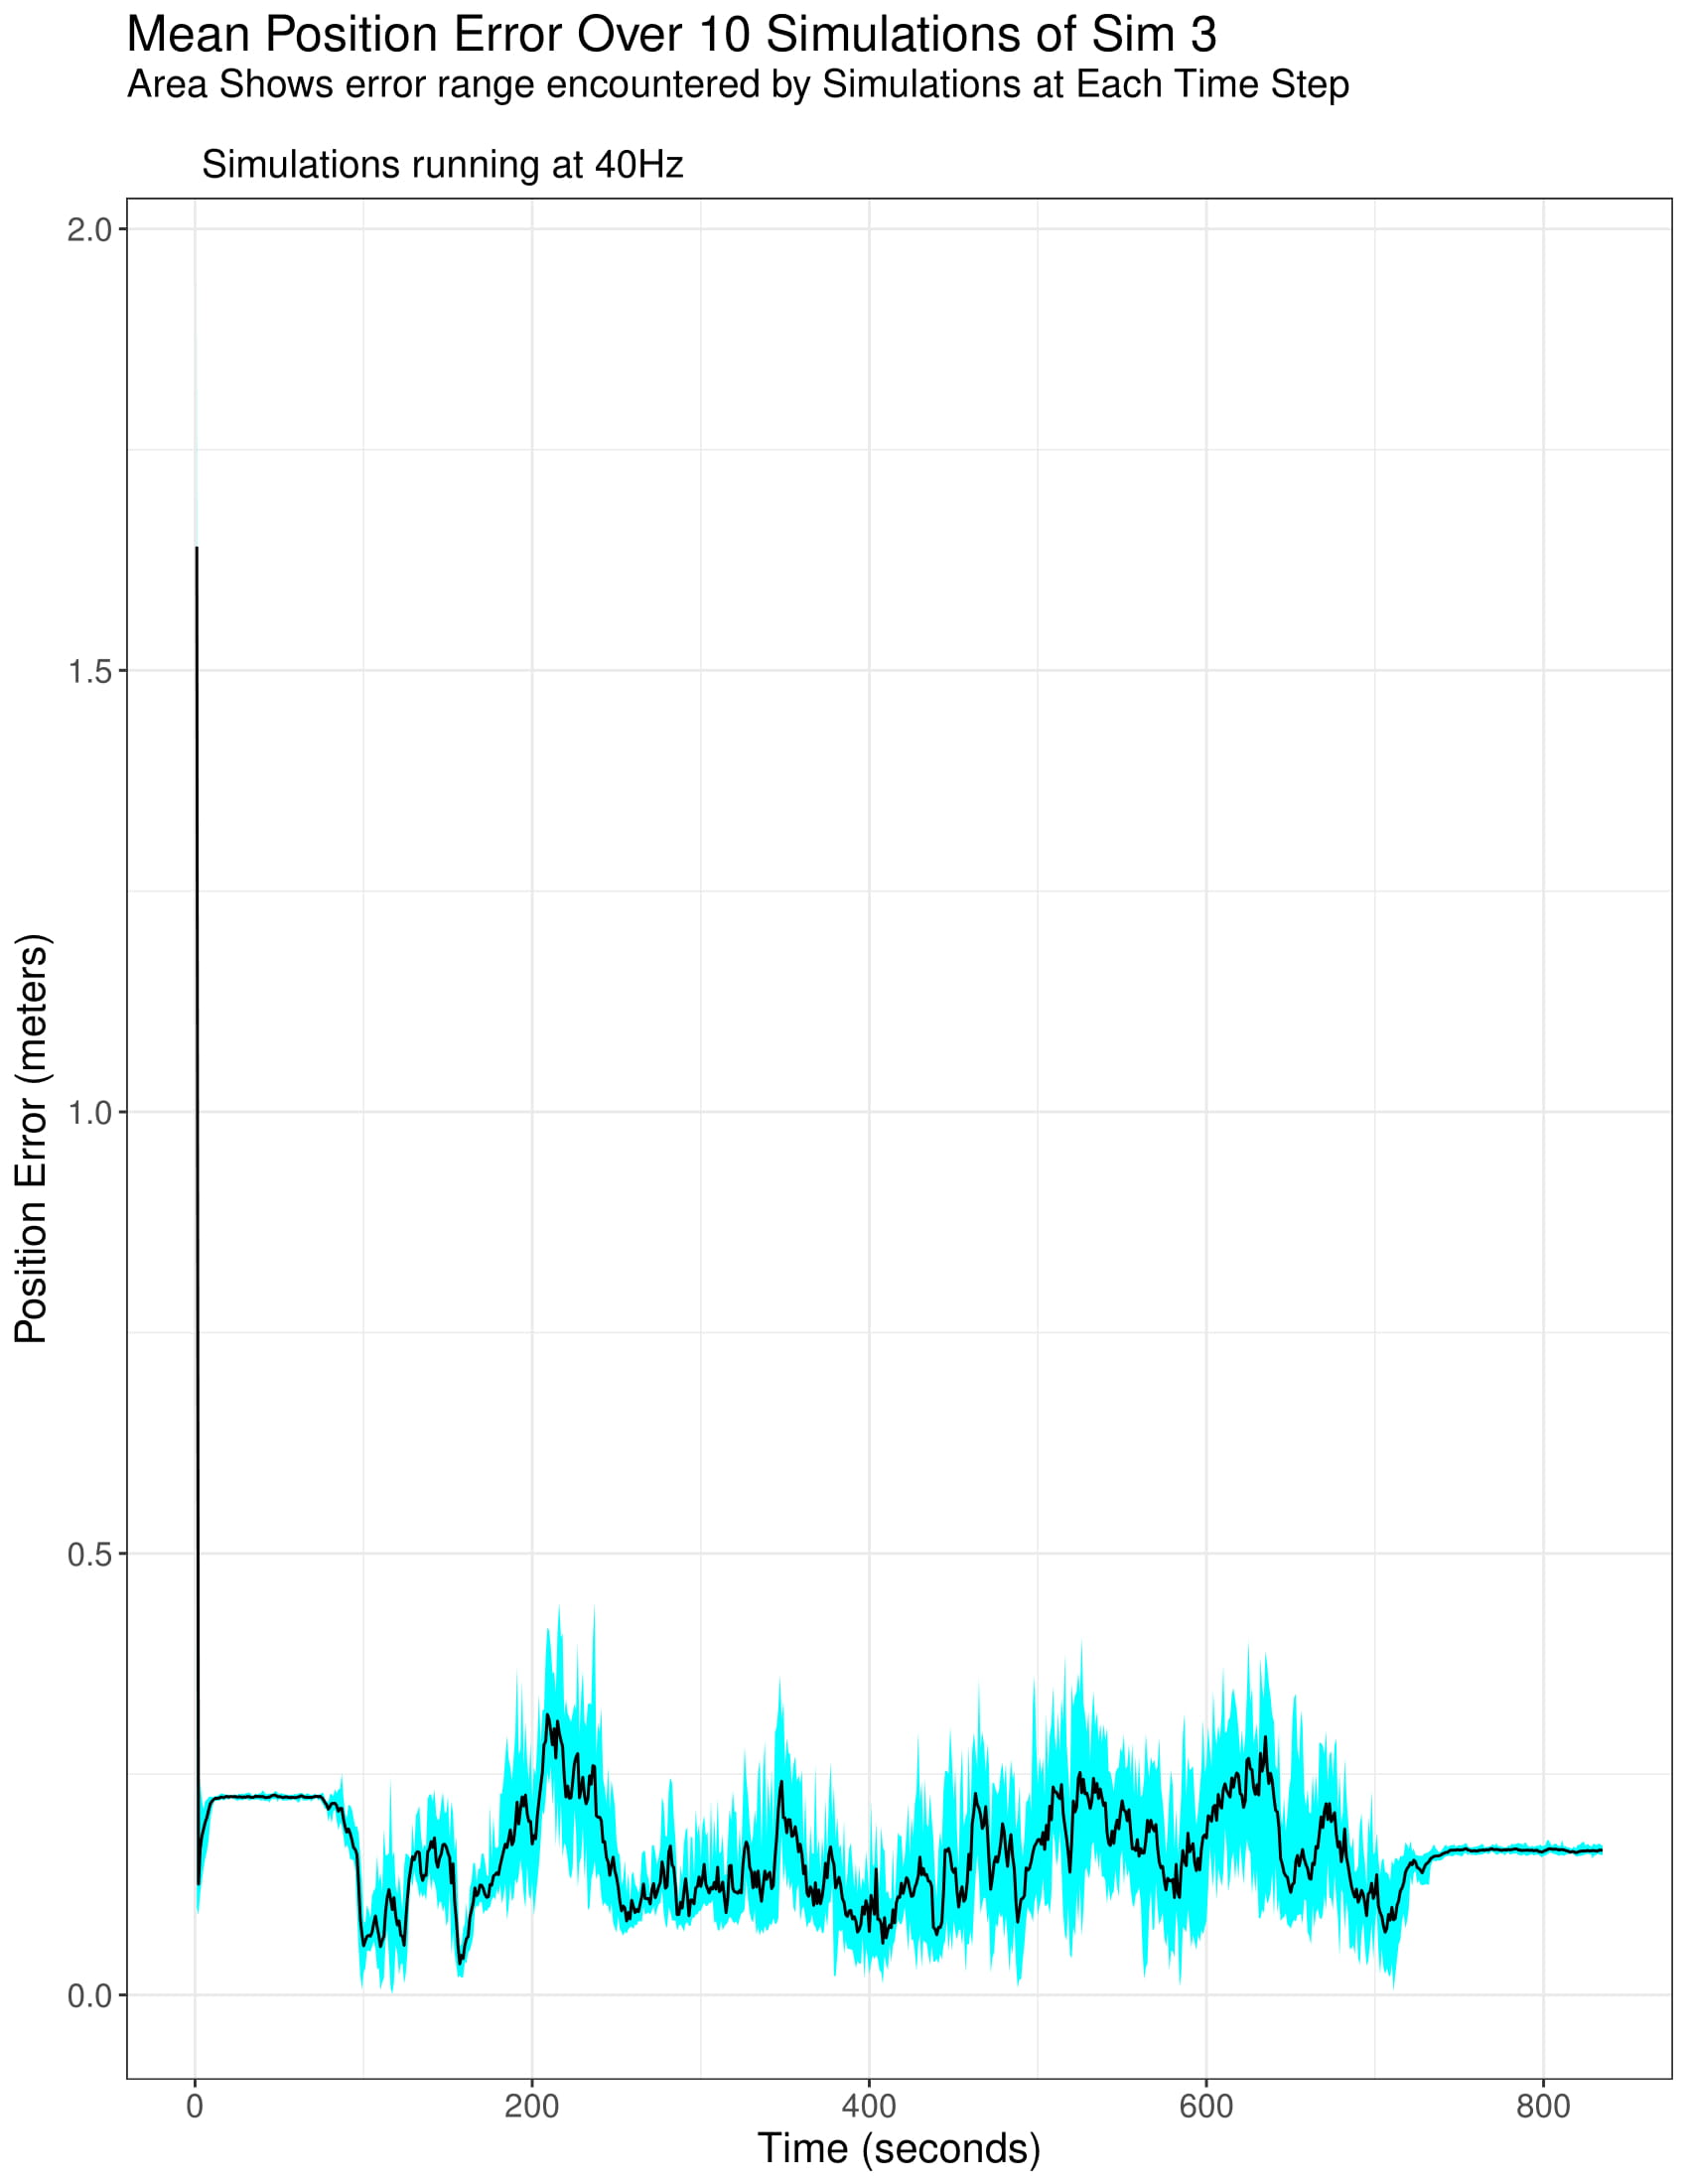 Mean Position Error Over 10 Simulations of Sim 3
Area Shows error range encountered by Simulations at Each Time Step
Simulations running at 40Hz
2.0
1.5
1.0
0.5
0.0
Position Error (meters)
0 200 400 600 800
Time (seconds)